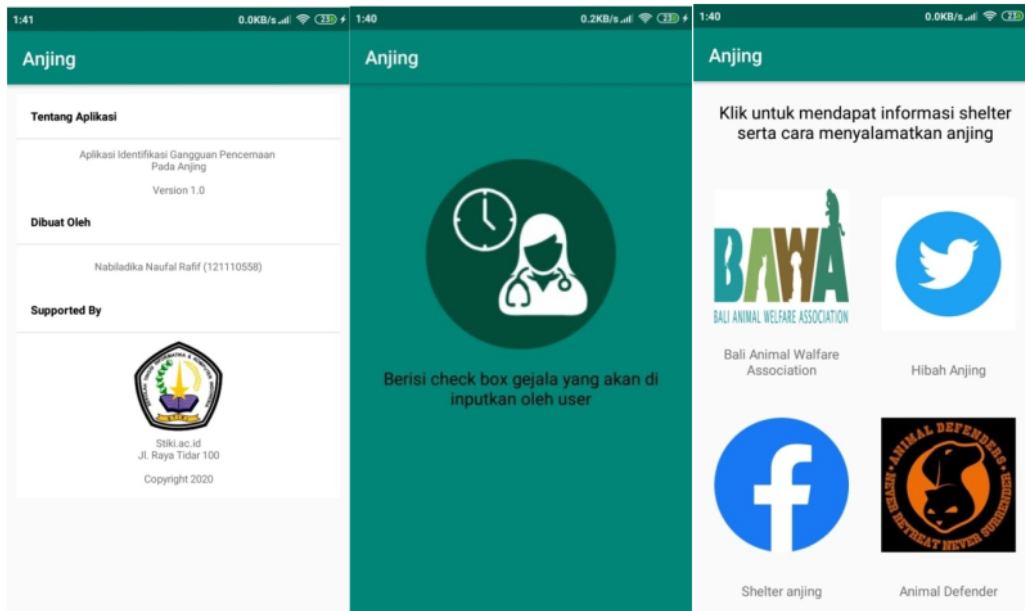 1:41
0.0KB/s
23
Anjing
Tentang Aplikasi
Aplikasi Identifikasi Gangguan Pencernaan
Pada Anjing
Version 1.0
Dibuat Oleh
Nabiladika Naufal Rafif (121110558)
Supported By
Stiki.ac.id
Jl. Raya Tidar 100
Copyright 2020
1:40
0.2KB/s
23
Anjing
Berisi check box gejala yang akan di
inputkan oleh user
1:40
0.0KB/s
23
Anjing
Klik untuk mendapat informasi shelter
serta cara menyalamatkan anjing
BAWA
BALI ANIMAL WELFARE ASSOCIATION
Bali Animal Walfare
Association
Hibah Anjing
Shelter anjing
ANIMAL DEFENDERS
NEVER RETREAT NEVER SURRENDER
Animal Defender